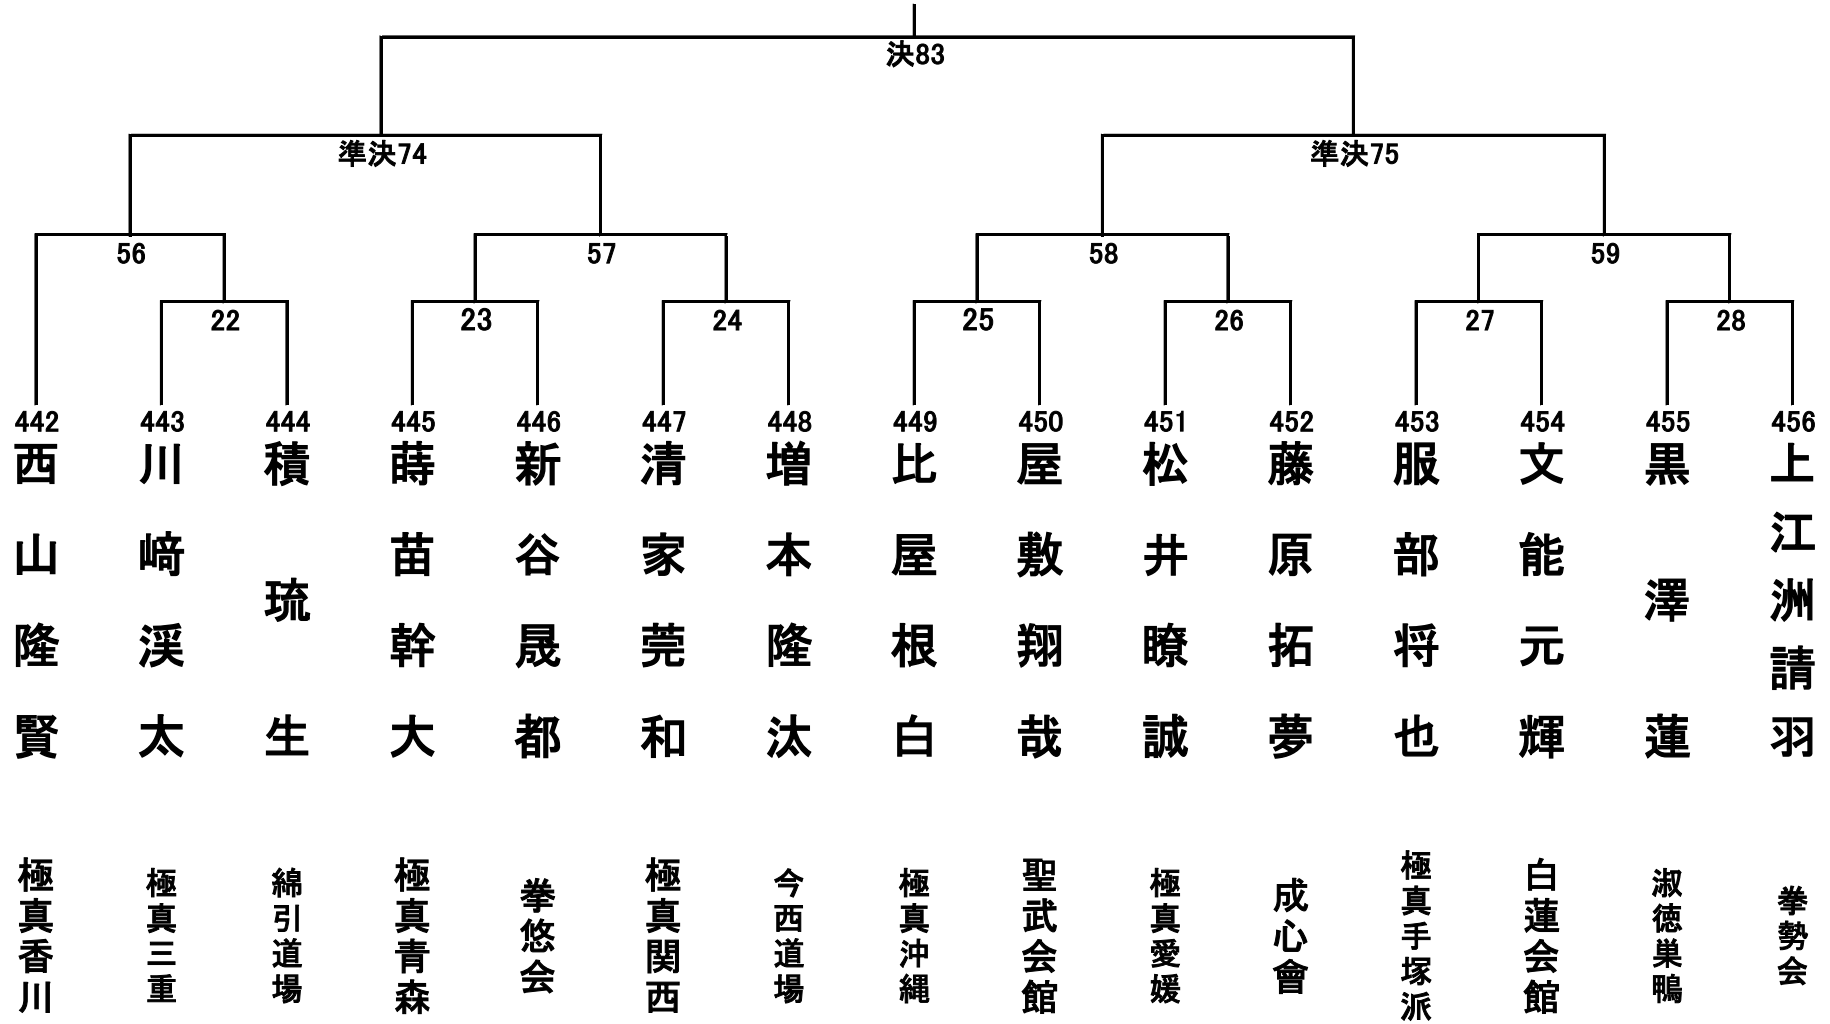 決83
準決74
準決75
56
57
58
59
22
23
24
25
26
27
28
442
443
444
445
446
447
448
449
450
451
452
453
454
455
456
西山隆賢
川﨑渓太
積琉生
蒔苗幹大
新谷晟都
清家莞和
増本隆汰
比屋根白
屋敷翔哉
松井瞭誠
藤原拓夢
服部将也
文能元輝
黒澤蓮
上江洲請羽
極真香川
極真三重
綿引道場
極真青森
拳悠会
極真関西
今西道場
極真沖縄
聖武会館
極真愛媛
成心會
極真手塚派
白蓮会館
淑徳巣鴨
拳勢会